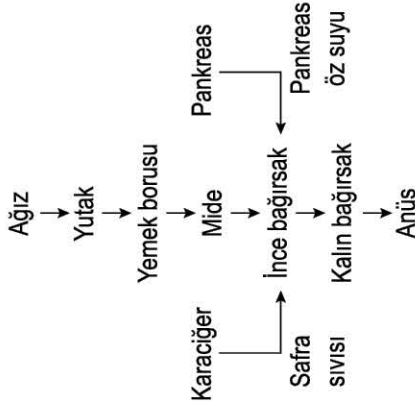 Ağız
Yutak
Yemek borusu
Mide
Karaciğer
Pankreas
Safra
sıvısı
İnce bağırsak
Pankreas
öz suyu
Kalın bağırsak
Anüs